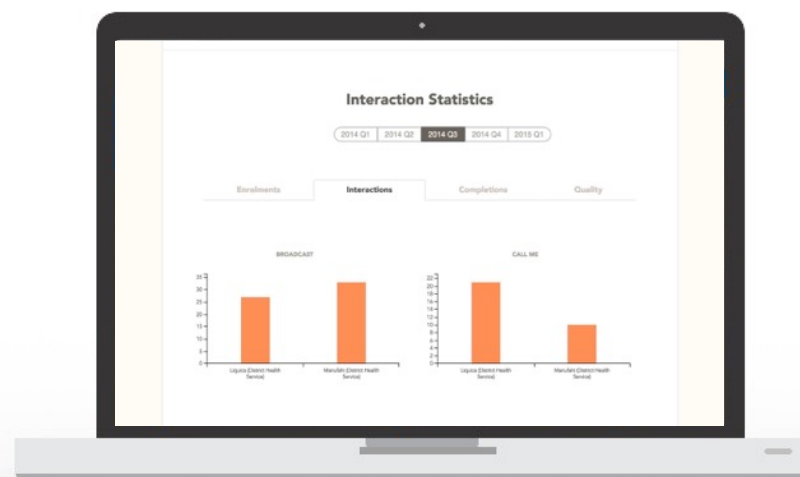 Interaction Statistics
2014 Q1 2014 Q2 2014 Q3 2014 Q4 2015 Q1
Enrolments Interactions Completions Quality
BROADCAST CALL ME
35
30
25
20
15
10
5
0
Liquica (District Health Service)
Manufahi (District Health Service)
22
20
18
16
14
12
10
8
6
4
2
0
Liquica (District Health Service)
Manufahi (District Health Service)